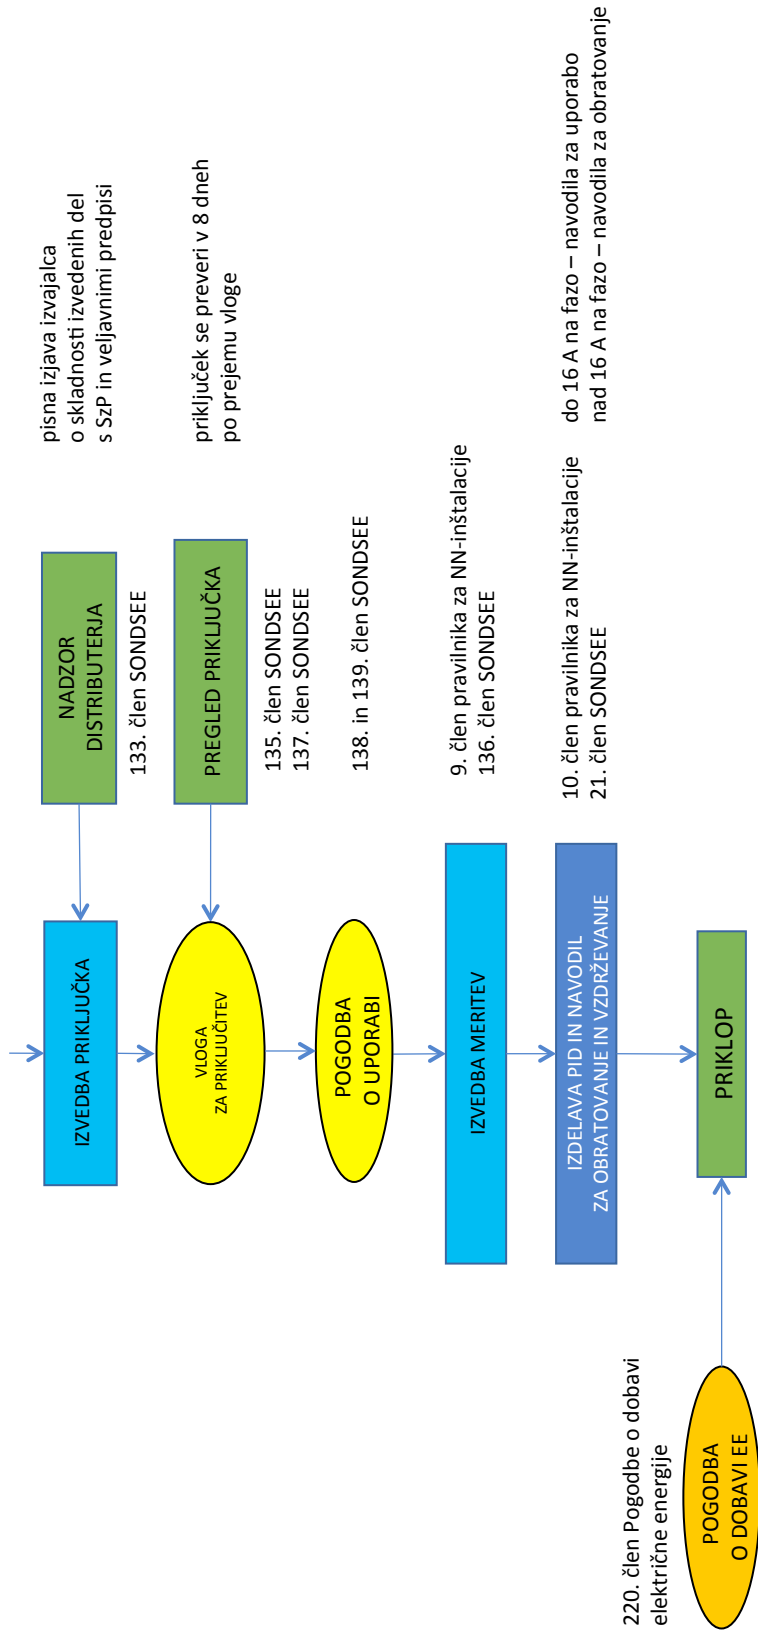 pisna izjava izvajalca
o skladnosti izvedenih del
s SzP in veljavnimi predpisi
NADZOR
DISTRIBUTERJA
133. člen SONDSEE
IZVEDBA PRIKLJUČKA
priključek se preveri v 8 dneh
po prejemu vloge
PREGLED PRIKLJUČKA
135. člen SONDSEE
137. člen SONDSEE
VLOGA
ZA PRIKLJUČITEV
138. in 139. člen SONDSEE
POGODBA
O UPORABI
9. člen pravilnika za NN-inštalacije
136. člen SONDSEE
IZVEDBA MERITEV
do 16 A na fazo – navodila za uporabo
nad 16 A na fazo – navodila za obratovanje
10. člen pravilnika za NN-inštalacije
21. člen SONDSEE
IZDELAVA PID IN NAVODIL
ZA OBRATOVANJE IN VZDRŽEVANJE
PRIKLOP
220. člen Pogodbe o dobavi
električne energije
POGODBA
O DOBAVI EE